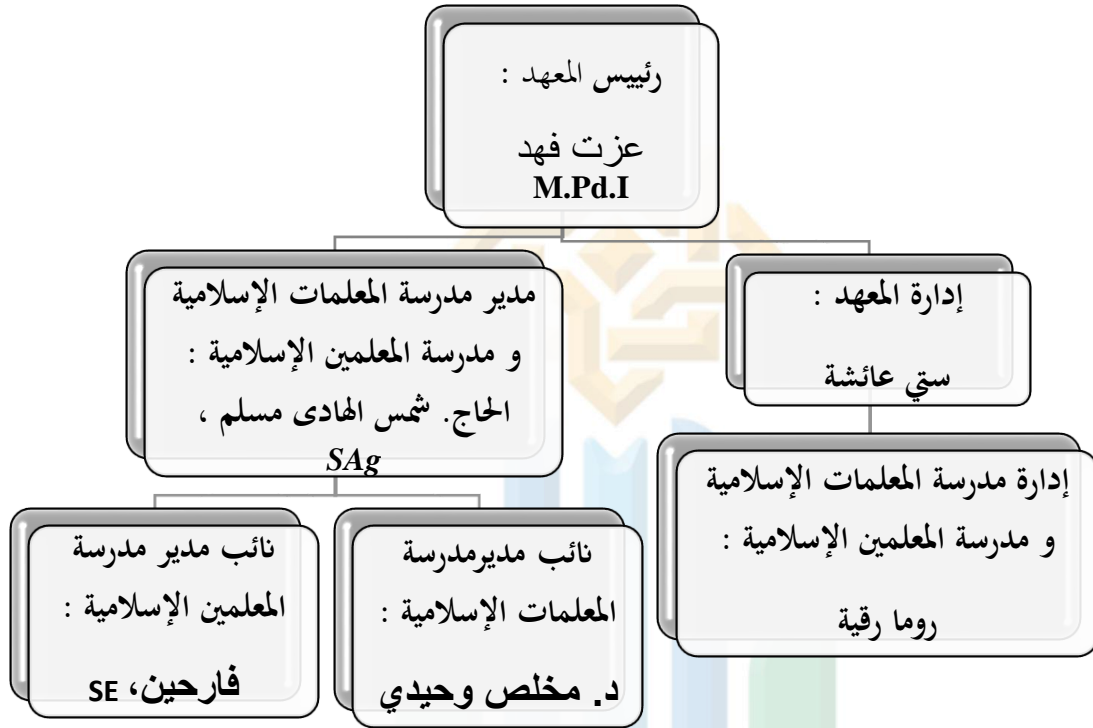 رئييس المعهد :
عزت فهد
M.Pd.I
إدارة المعهد :
ستي عائشة
مدير مدرسة المعلمات الإسلامية
و مدرسة المعلمين الإسلامية :
الحاج. شمس الهادى مسلم ،
SAg
إدارة مدرسة المعلمات الإسلامية
و مدرسة المعلمين الإسلامية :
روما رقية
نائب مديرمدرسة
المعلمات الإسلامية :
د. مخلص وحيدي
نائب مدير مدرسة
المعلمين الإسلامية :
فارحين، SE